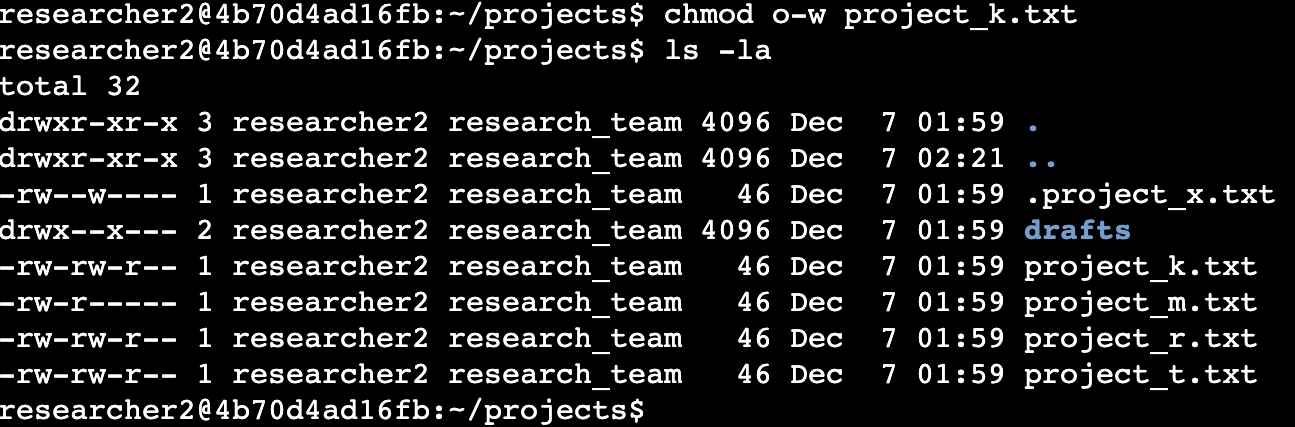 researcher2@4b70d4ad16fb:~/projects$ chmod o-w project_k.txt
researcher2@4b70d4ad16fb:~/projects$ ls -la
total 32
drwxr-xr-x 3 researcher2 research_team 4096 Dec  7 01:59 .
drwxr-xr-x 3 researcher2 research_team 4096 Dec  7 02:21 ..
-rw--w---- 1 researcher2 research_team   46 Dec  7 01:59 .project_x.txt
drwx--x--- 2 researcher2 research_team 4096 Dec  7 01:59 drafts
-rw-rw-r-- 1 researcher2 research_team   46 Dec  7 01:59 project_k.txt
-rw-r----- 1 researcher2 research_team   46 Dec  7 01:59 project_m.txt
-rw-rw-r-- 1 researcher2 research_team   46 Dec  7 01:59 project_r.txt
-rw-rw-r-- 1 researcher2 research_team   46 Dec  7 01:59 project_t.txt
researcher2@4b70d4ad16fb:~/projects$